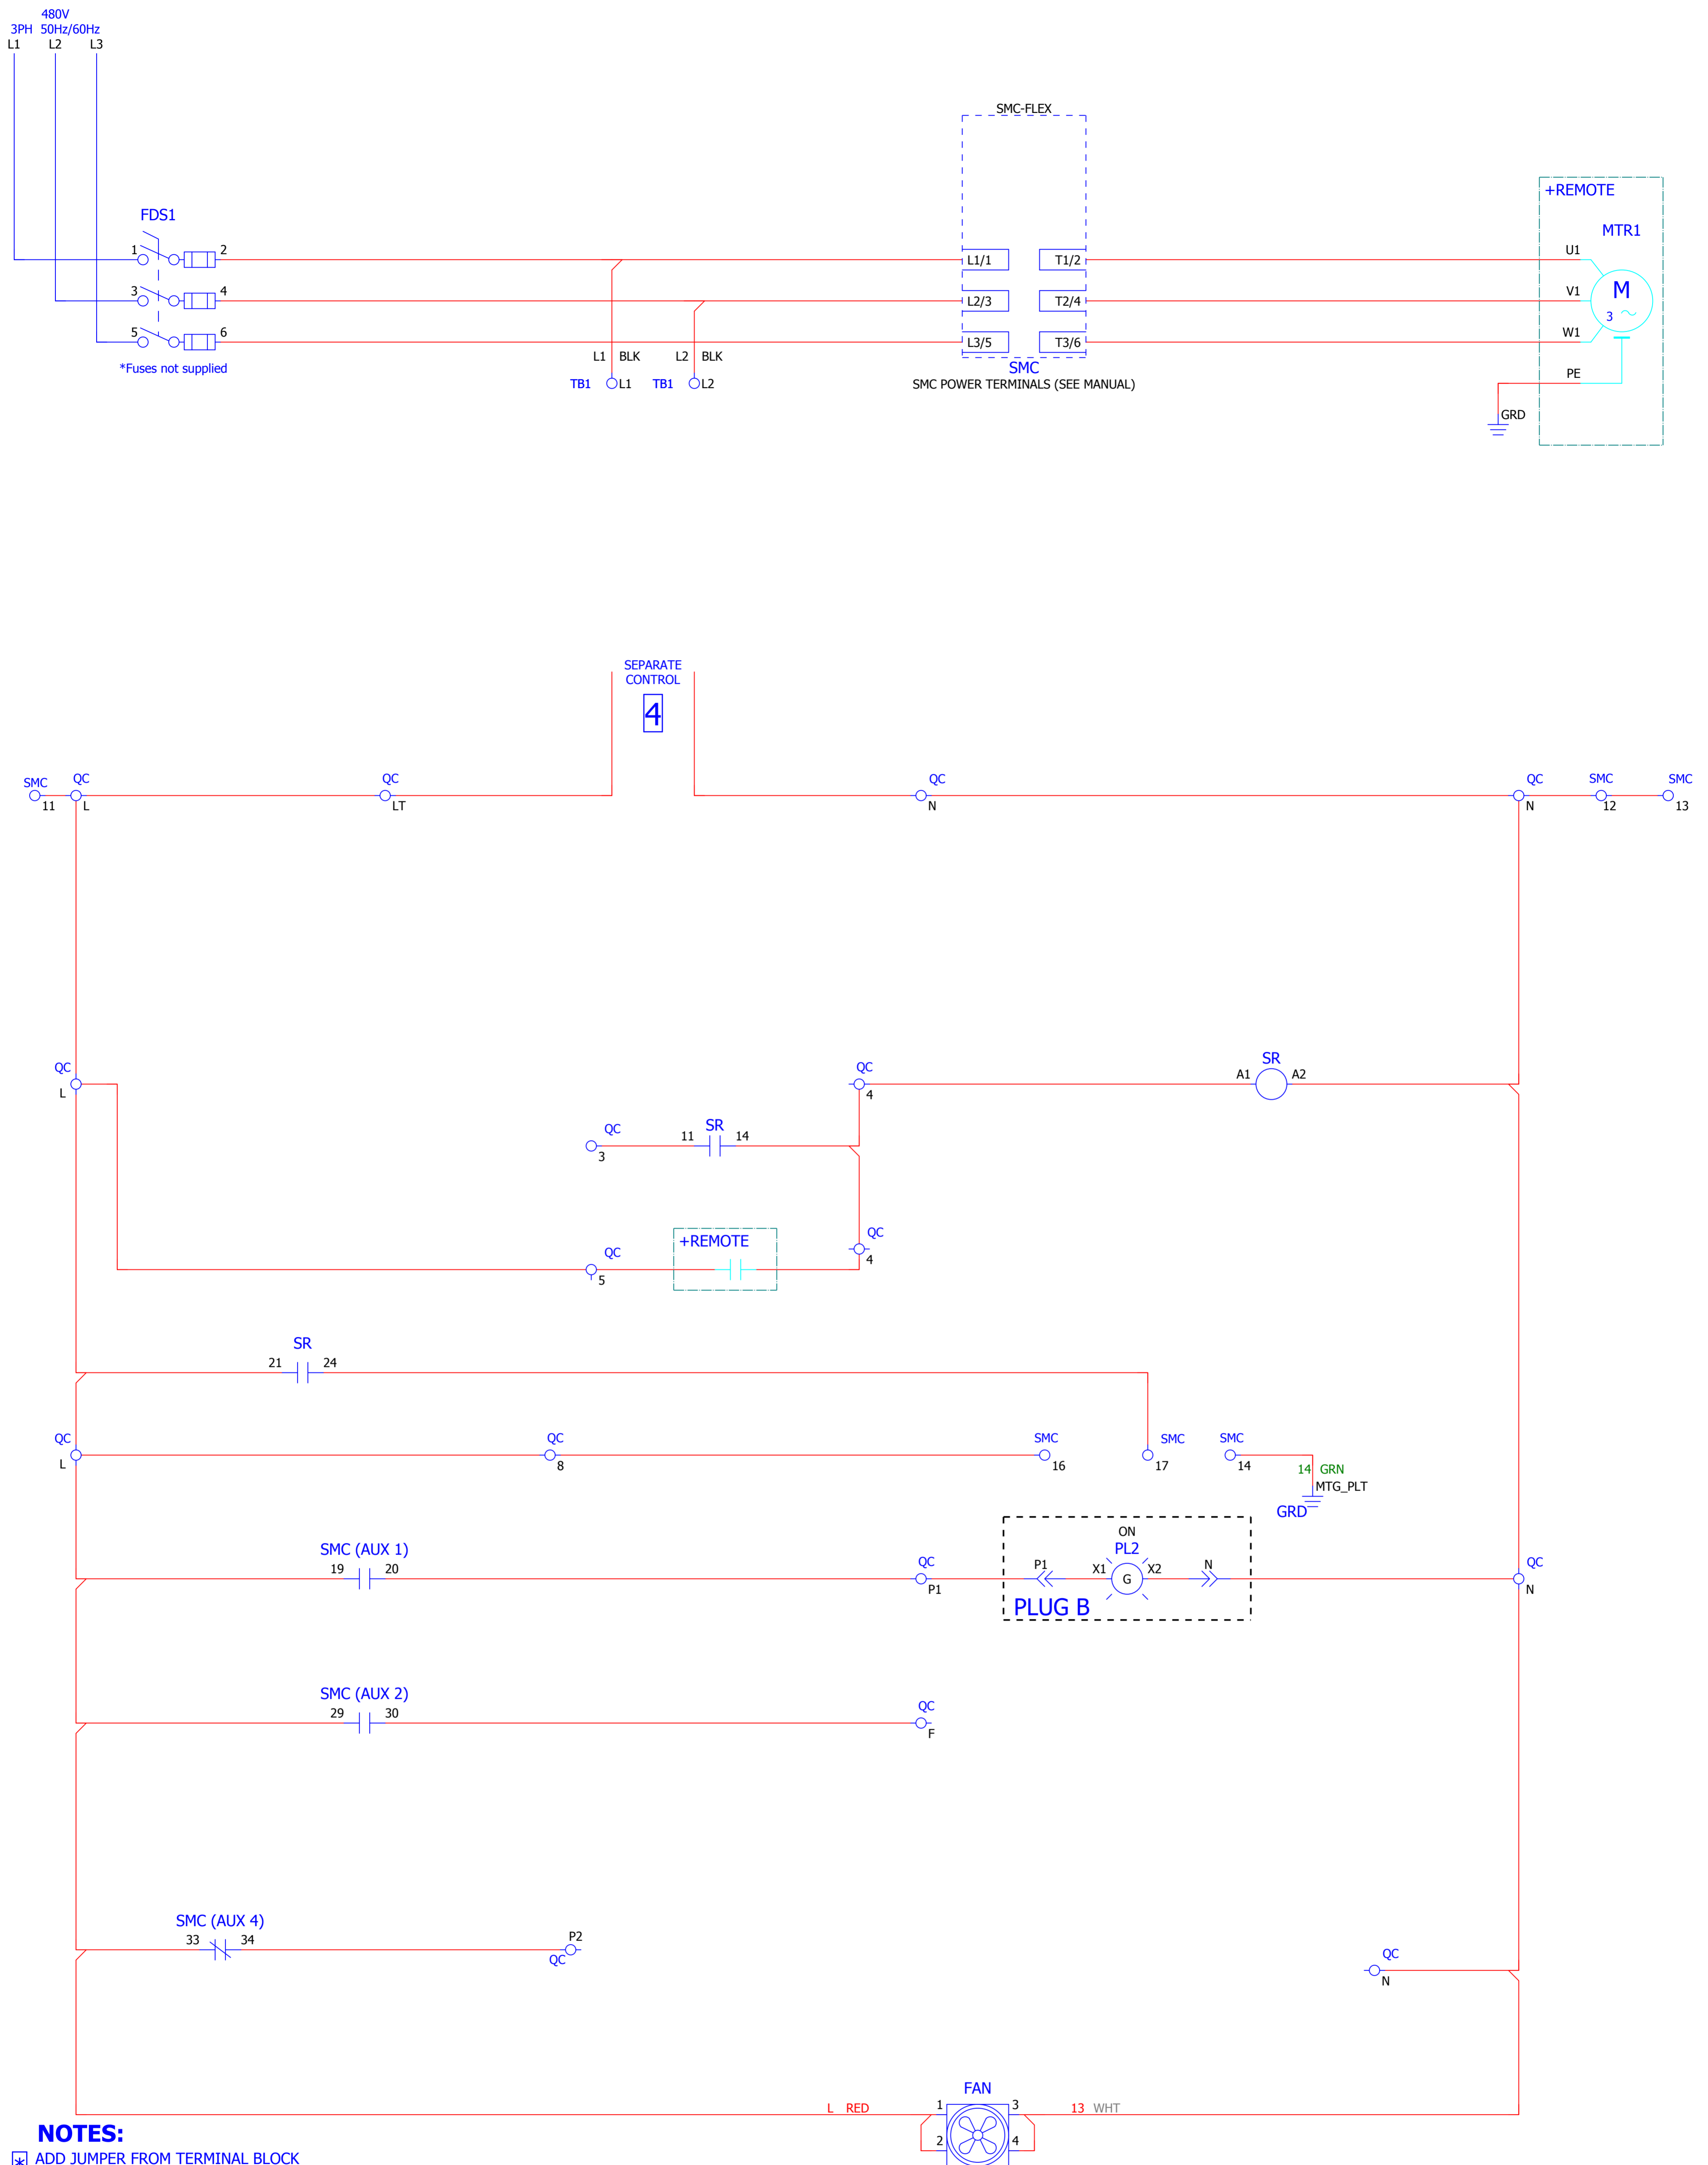 480V
3PH 50Hz/60Hz
L1 L2 L3
SMC-FLEX
+REMOTE
FDS1
MTR1
1 2
L1/1 T1/2
U1
3 4
L2/3 T2/4
V1
M
3
5 6
L3/5 T3/6
W1
*Fuses not supplied
L1 BLK L2 BLK
SMC
TB1 L1 TB1 L2
SMC POWER TERMINALS (SEE MANUAL)
PE
GRD
SEPARATE
CONTROL
4
SMC QC QC QC QC SMC SMC
11 L LT N N 12 13
QC QC SR
L 4 A1 A2
QC SR
3 11 14
QC +REMOTE QC
5 4
SR
21 24
QC QC SMC SMC SMC
L 8 16 17 14
14 GRN
MTG_PLT
GRD
ON
SMC (AUX 1) PL2
19 20 QC P1 X1 G X2 N QC
P1 N
PLUG B
SMC (AUX 2)
29 30 QC
F
SMC (AUX 4)
33 34 P2
QC
QC
N
FAN
L RED 1 3 13 WHT
2 4
NOTES:
* ADD JUMPER FROM TERMINAL BLOCK